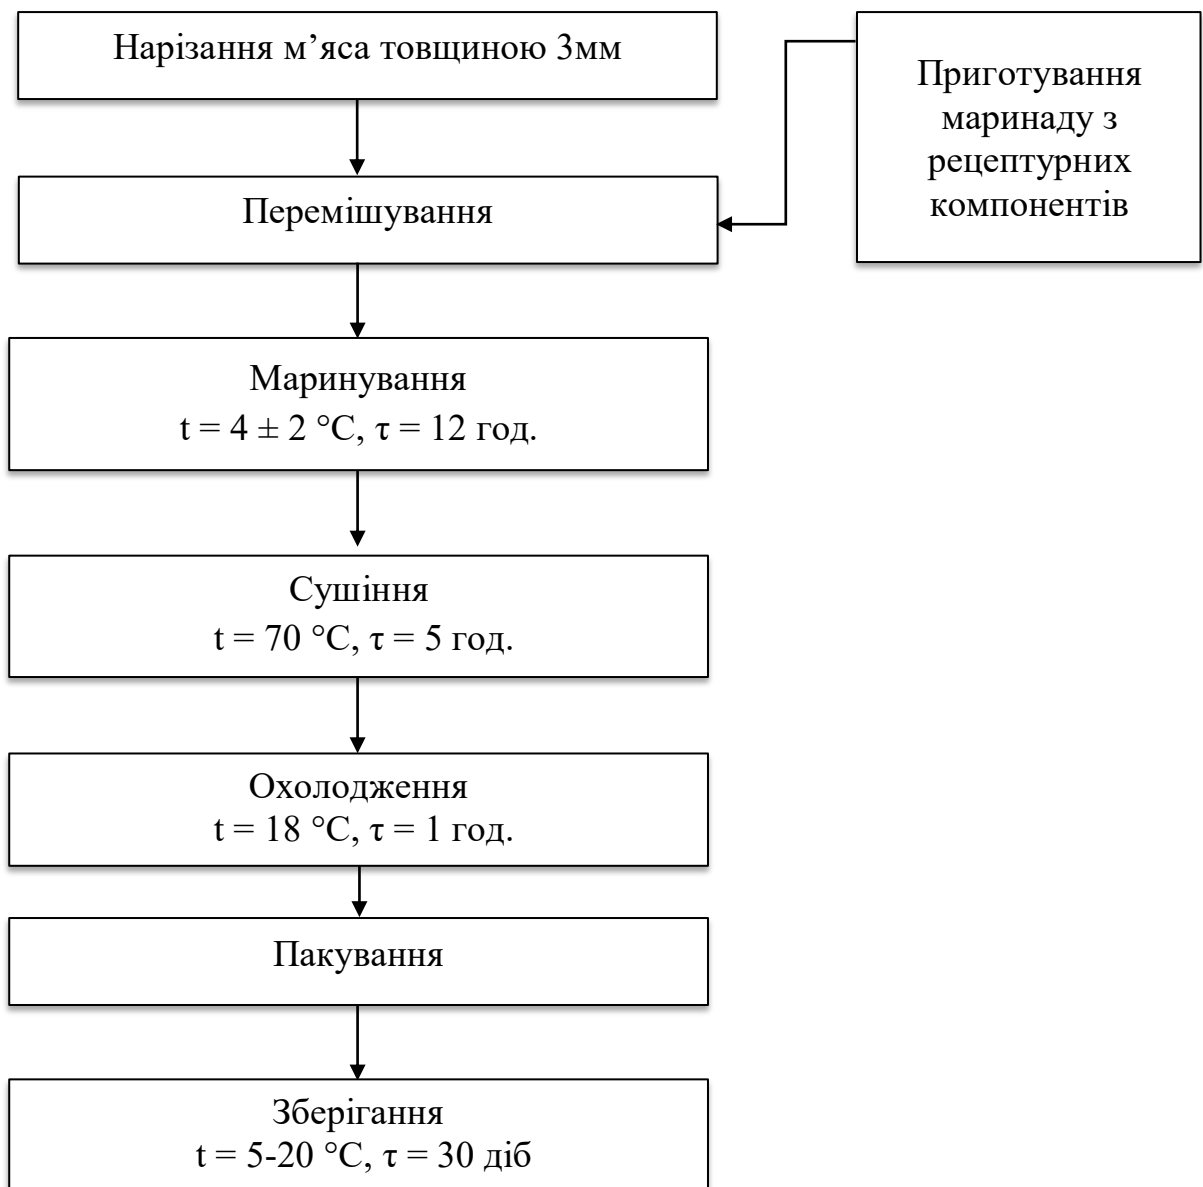 Нарізання м’яса товщиною 3мм
Приготування
маринаду з
рецептурних
компонентів
Перемішування
Маринування
t = 4 ± 2 °С, τ = 12 год.
Сушіння
t = 70 °С, τ = 5 год.
Охолодження
t = 18 °С, τ = 1 год.
Пакування
Зберігання
t = 5-20 °С, τ = 30 діб